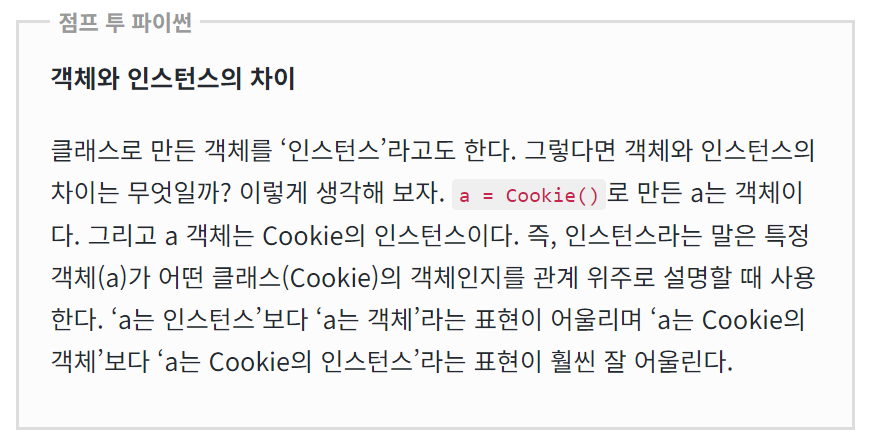 점프 투 파이썬
객체와 인스턴스의 차이
클래스로 만든 객체를 ‘인스턴스’라고도 한다. 그렇다면 객체와 인스턴스의
차이는 무엇일까? 이렇게 생각해 보자. a = Cookie()로 만든 a는 객체이
다. 그리고 a 객체는 Cookie의 인스턴스이다. 즉, 인스턴스라는 말은 특정
객체(a)가 어떤 클래스(Cookie)의 객체인지를 관계 위주로 설명할 때 사용
한다. ‘a는 인스턴스’보다 ‘a는 객체’라는 표현이 어울리며 ‘a는 Cookie의
객체’보다 ‘a는 Cookie의 인스턴스’라는 표현이 훨씬 잘 어울린다.